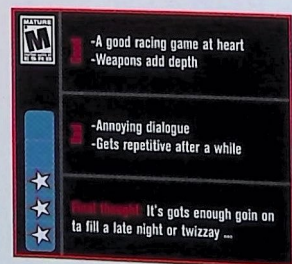 MATURE
M
ESRB
-A good racing game at heart
-Weapons add depth
-Annoying dialogue
-Gets repetitive after a while
Final thought: It's gots enough goin on
ta fill a late night or twizzay ...